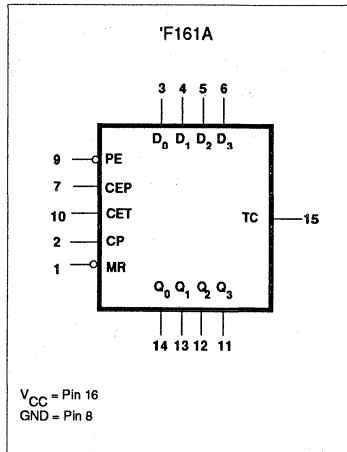 'F161A
3 4 5 6
D0 D1 D2 D3
9 PE
7 CEP
10 CET
TC 15
2 CP
1 MR
Q0 Q1 Q2 Q3
14 13 12 11
VCC = Pin 16
GND = Pin 8